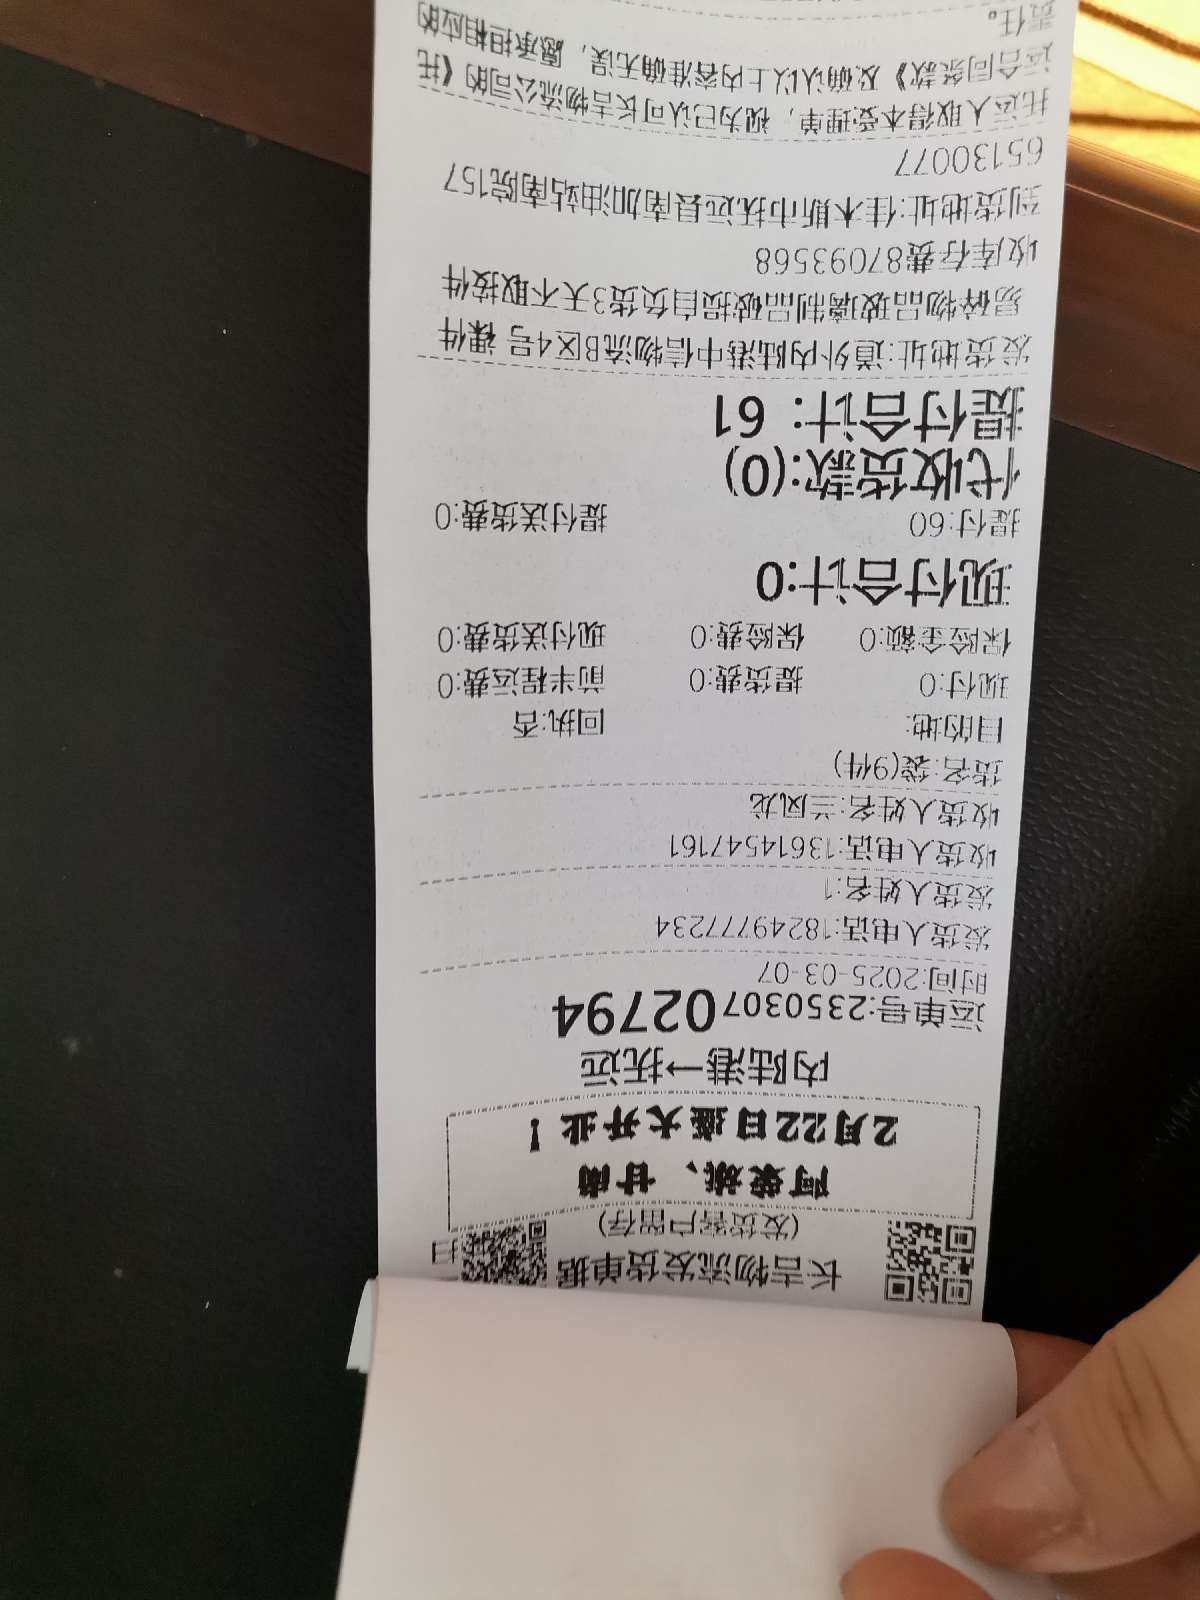 长吉物流发货单据
扫
(发货客户留存)
阿荣旗、甘南
2月22日盛大开业！
内陆港→抚远
运单号:235030702794
时间:2025-03-07
发货人电话:18249777234
发货人姓名:1
收货人电话:13614547161
收货人姓名:兰凤龙
货名:袋(9件)
目的地: 回执:否
现付:0 提货费:0 前半程运费:0
保险金额:0 保险费:0 现付送货费:0
现付合计:0
提付:60 提付送货费:0
代收货款:(0)
提付合计: 61
发货地址:道外内陆港中信物流B区4号 裸件
易碎物品玻璃制品破损自负货3天不取按件
收库存费87093568
到货地址:佳木斯市抚远县南加油站南院157
65130077
托运人取得本受理单，视为已认可长吉物流公司的《托
运合同条款》及确认以上内容准确无误，愿承担相应的
责任。